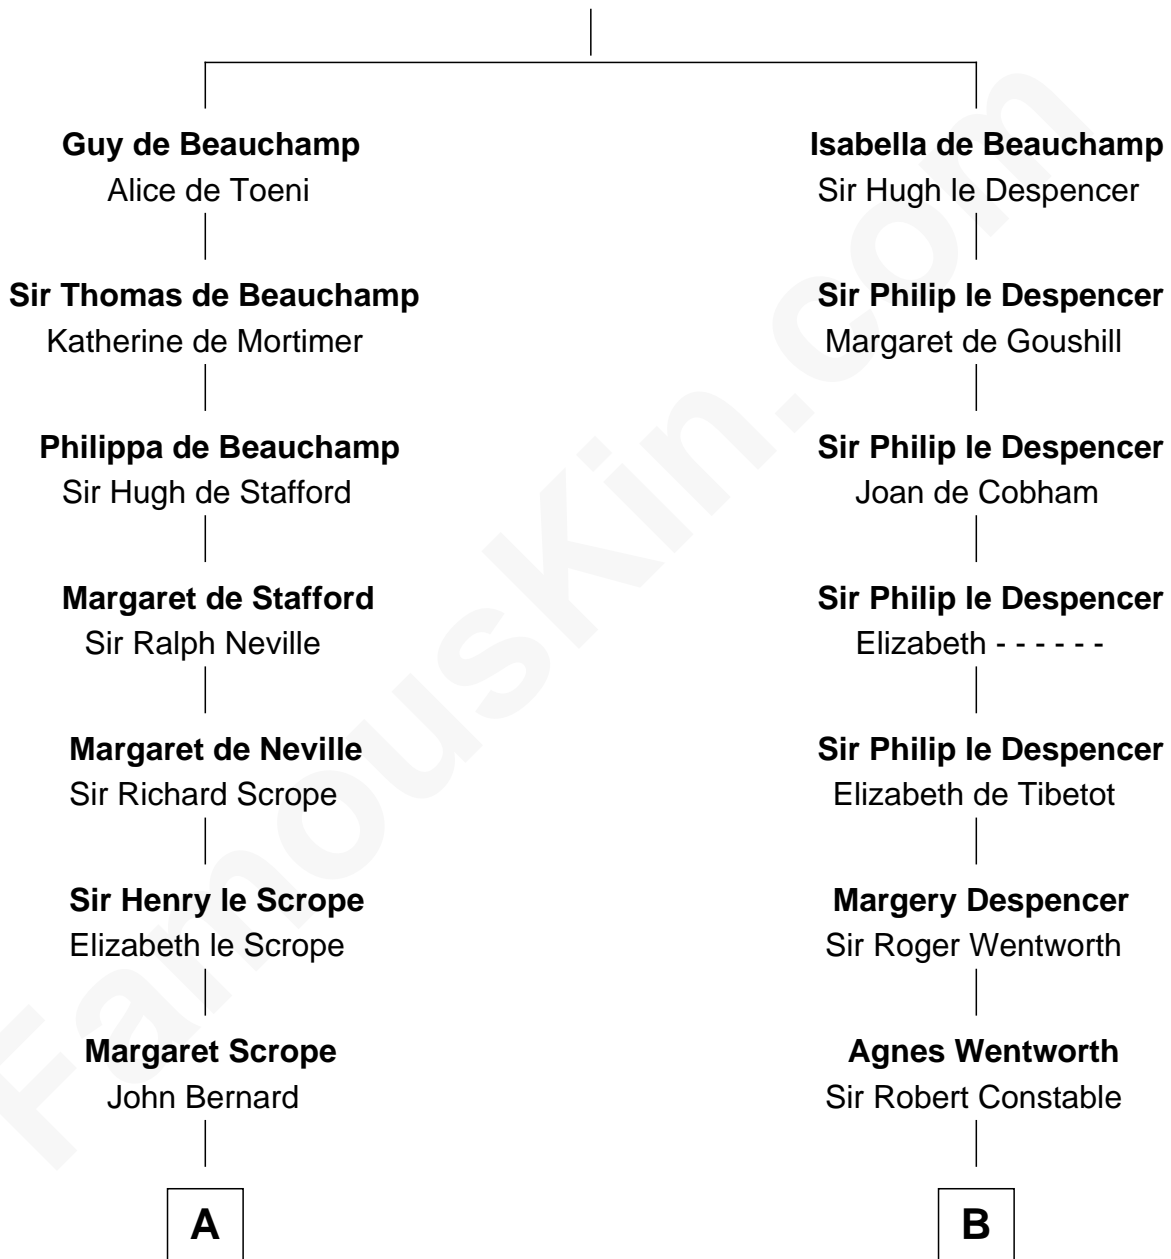 Guy de Beauchamp
Alice de Toeni
Isabella de Beauchamp
Sir Hugh le Despencer
Sir Thomas de Beauchamp
Katherine de Mortimer
Sir Philip le Despencer
Margaret de Goushill
Philippa de Beauchamp
Sir Hugh de Stafford
Sir Philip le Despencer
Joan de Cobham
Margaret de Stafford
Sir Ralph Neville
Sir Philip le Despencer
Elizabeth - - - - - -
Margaret de Neville
Sir Richard Scrope
Sir Philip le Despencer
Elizabeth de Tibetot
Sir Henry le Scrope
Elizabeth le Scrope
Margery Despencer
Sir Roger Wentworth
Margaret Scrope
John Bernard
Agnes Wentworth
Sir Robert Constable
A
B
FamousKin.com